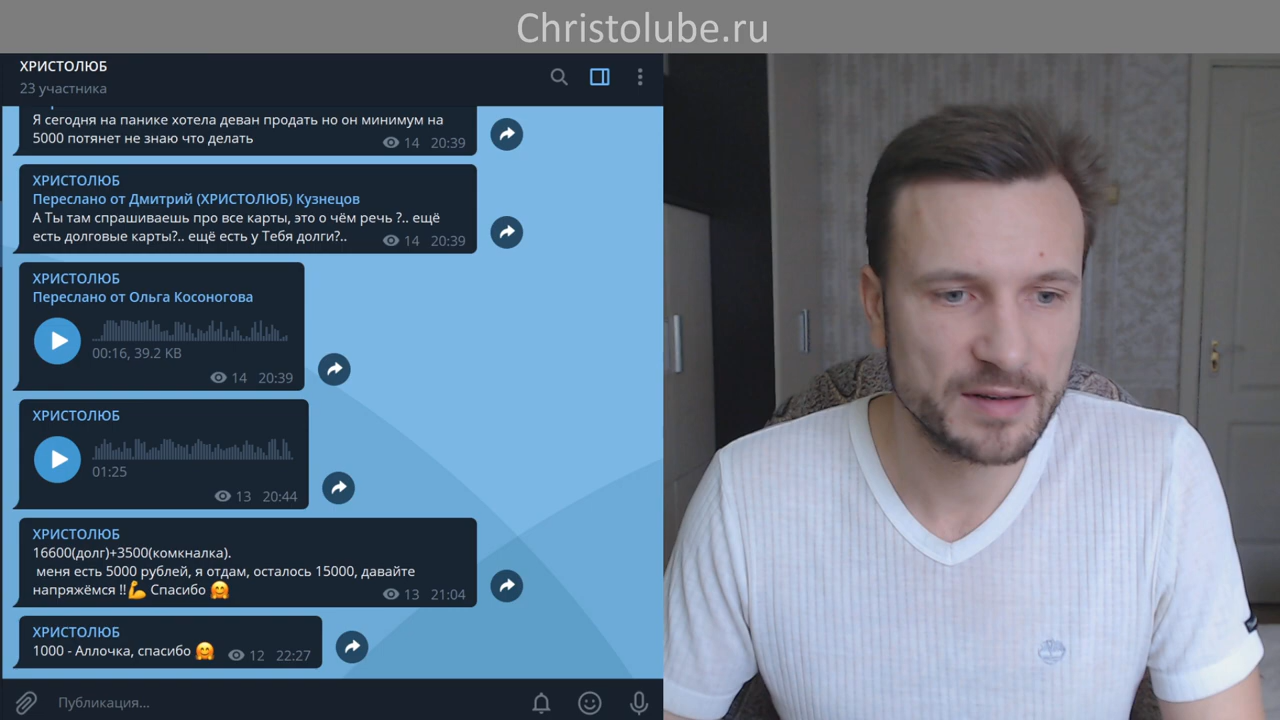 Christolube.ru
ХРИСТОЛЮБ
23 участника
Я сегодня на панике хотела деван продать но он минимум на
5000 потянет не знаю что делать
14 20:39
ХРИСТОЛЮБ
Переслано от Дмитрий (ХРИСТОЛЮБ) Кузнецов
А Ты там спрашиваешь про все карты, это о чём речь ?.. ещё
есть долговые карты?.. ещё есть у Тебя долги?..
14 20:39
ХРИСТОЛЮБ
Переслано от Ольга Косоногова
00:16, 39.2 KB
14 20:39
ХРИСТОЛЮБ
01:25
13 20:44
ХРИСТОЛЮБ
16600(долг)+3500(комкналка).
меня есть 5000 рублей, я отдам, осталось 15000, давайте
напряжёмся !!💪 Спасибо 🤗
13 21:04
ХРИСТОЛЮБ
1000 - Аллочка, спасибо 🤗
12 22:27
Публикация...